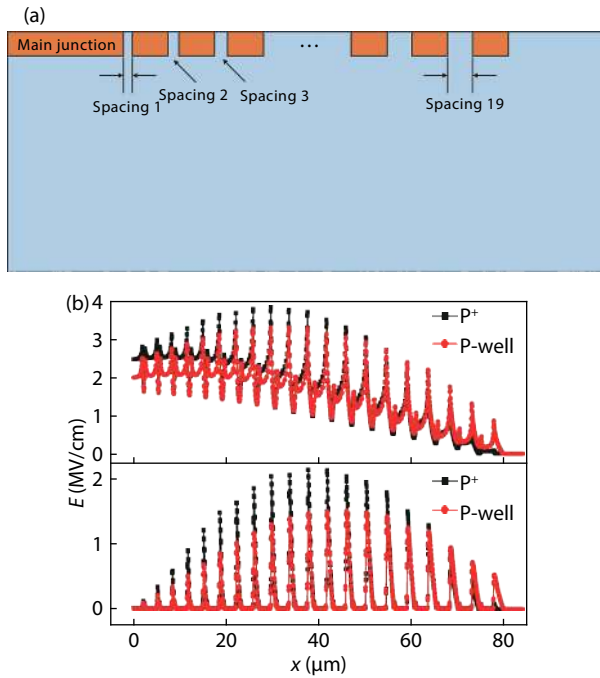 (a)
Main junction
...
Spacing 1
Spacing 2
Spacing 3
Spacing 19
(b)
4
3
2
1
0
P+
P-well
E (MV/cm)
2
1
0
P+
P-well
0 20 40 60 80
x (μm)